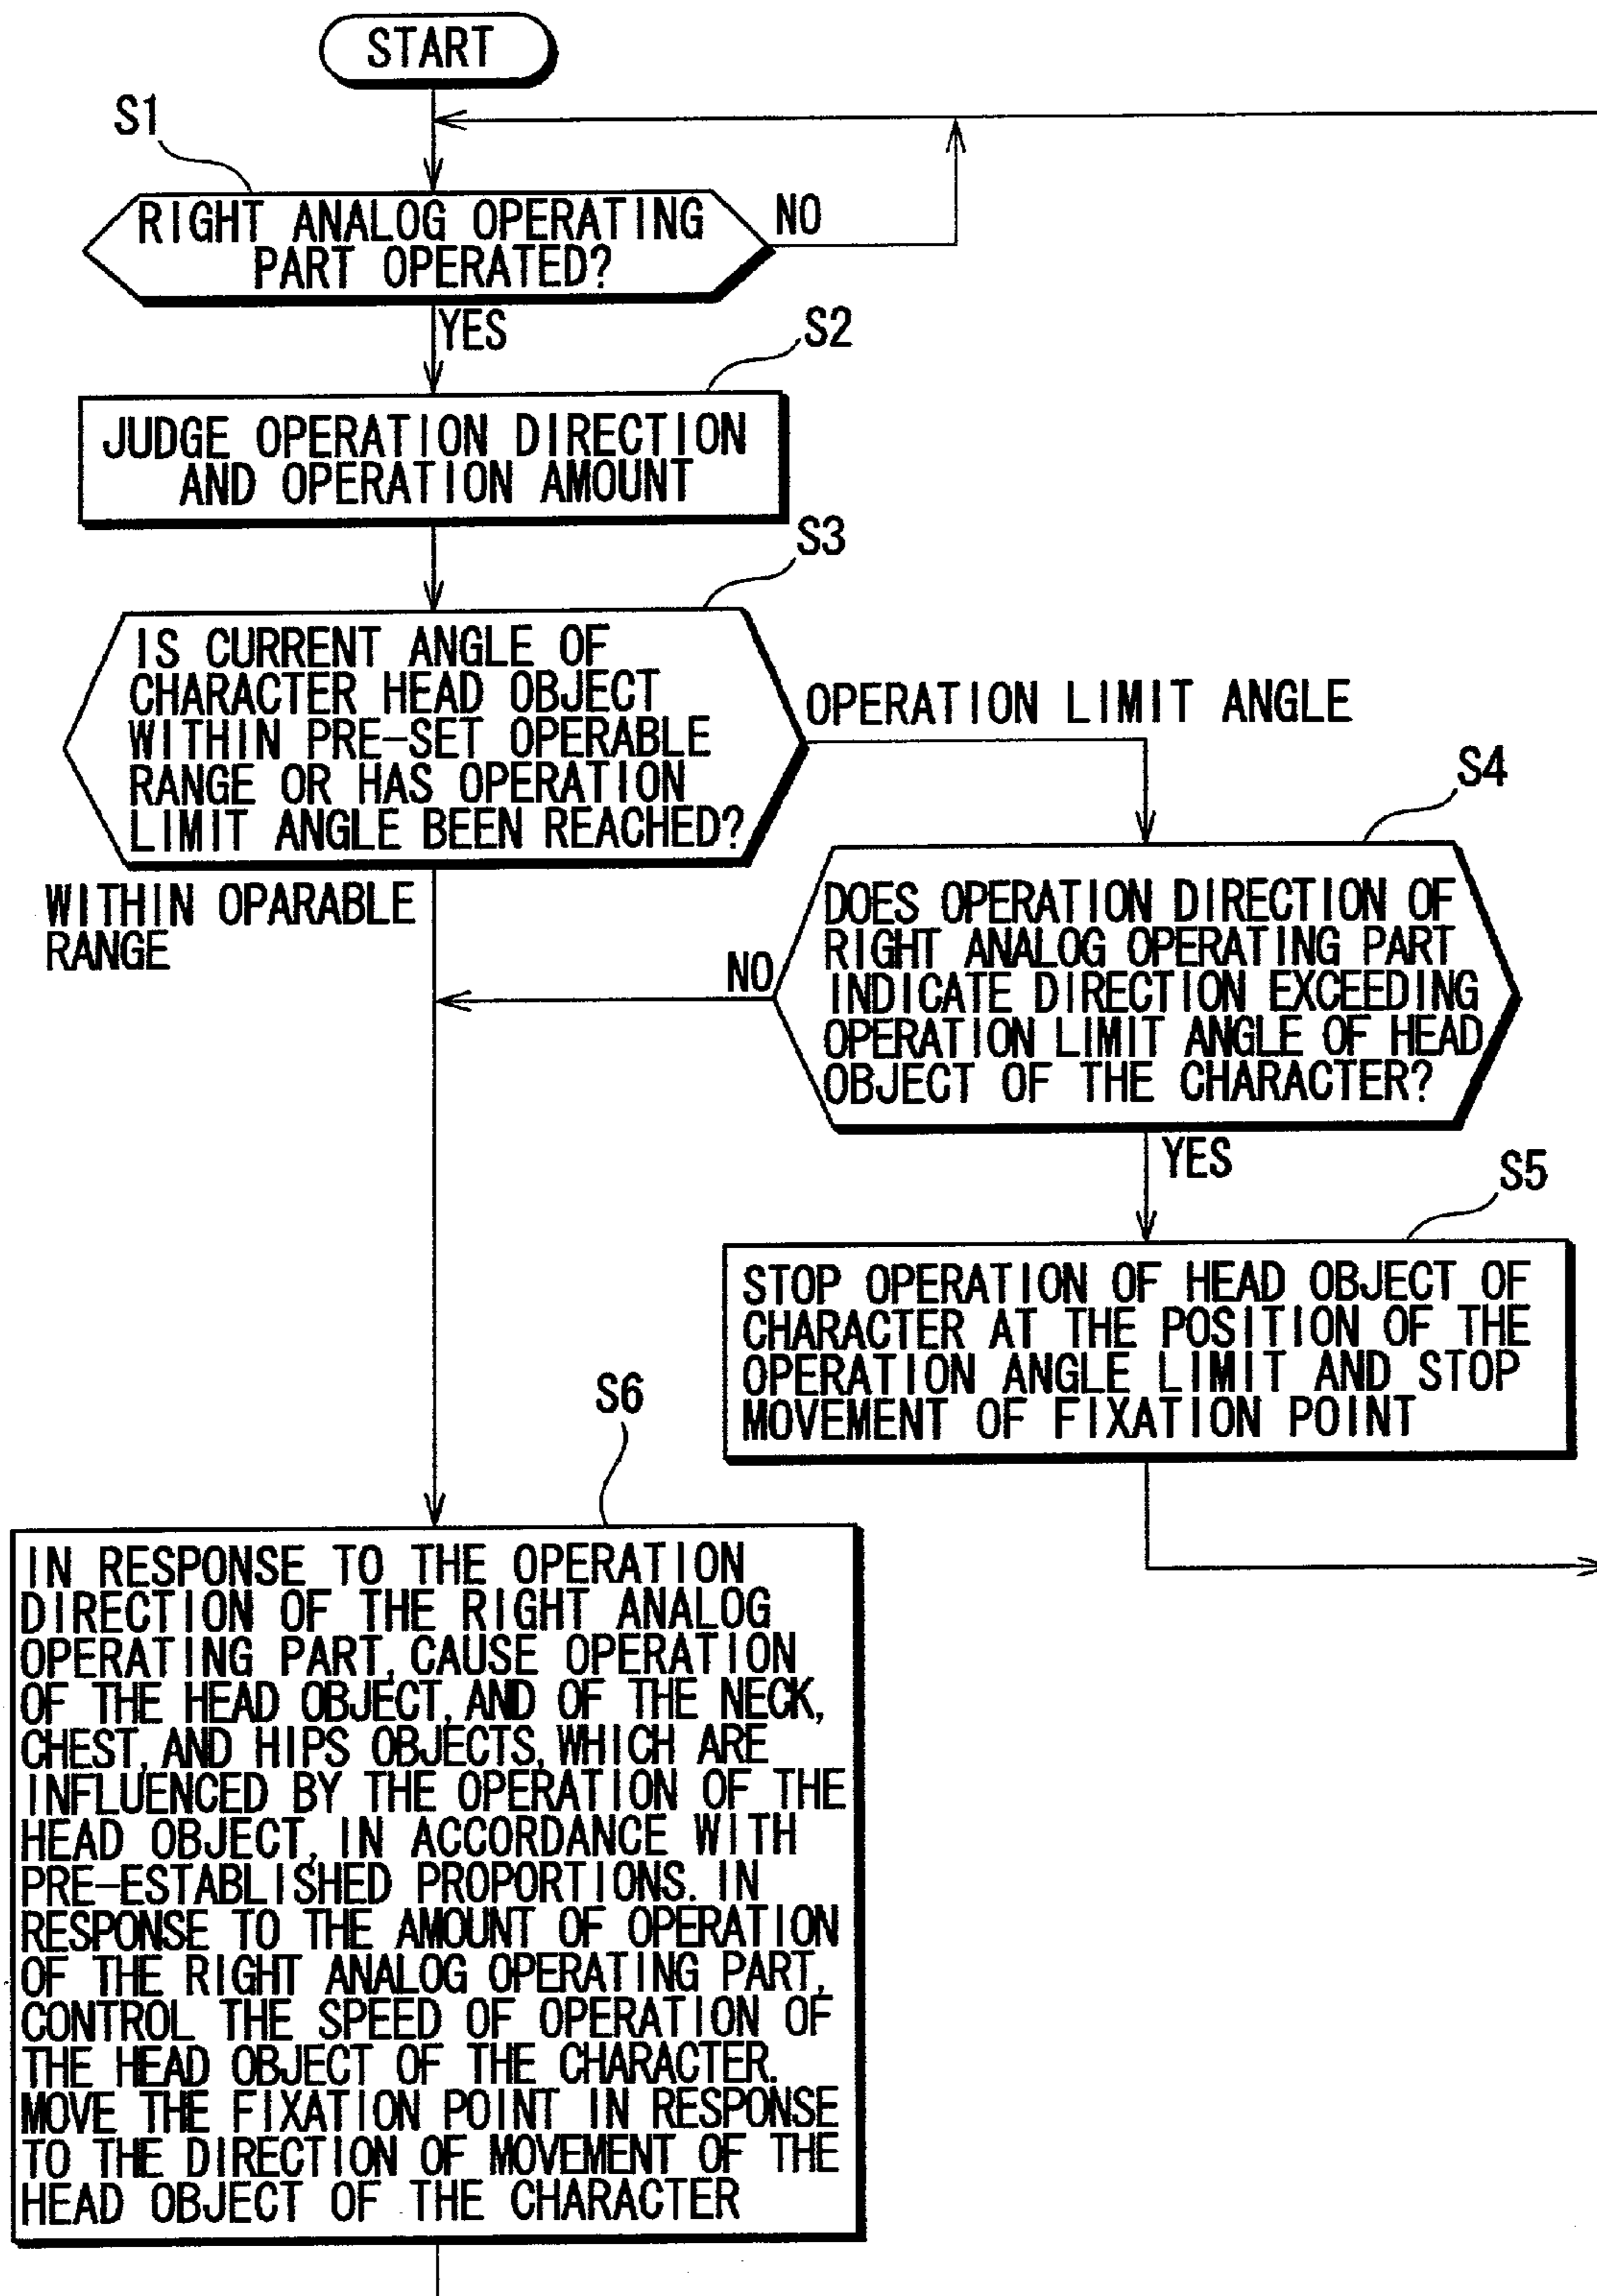 START
S1
RIGHT ANALOG OPERATING
PART OPERATED?
NO
YES
S2
JUDGE OPERATION DIRECTION
AND OPERATION AMOUNT
S3
IS CURRENT ANGLE OF
CHARACTER HEAD OBJECT
WITHIN PRE-SET OPERABLE
RANGE OR HAS OPERATION
LIMIT ANGLE BEEN REACHED?
OPERATION LIMIT ANGLE
WITHIN OPARABLE
RANGE
S4
DOES OPERATION DIRECTION OF
RIGHT ANALOG OPERATING PART
INDICATE DIRECTION EXCEEDING
OPERATION LIMIT ANGLE OF HEAD
OBJECT OF THE CHARACTER?
NO
YES
S5
STOP OPERATION OF HEAD OBJECT OF
CHARACTER AT THE POSITION OF THE
OPERATION ANGLE LIMIT AND STOP
MOVEMENT OF FIXATION POINT
S6
IN RESPONSE TO THE OPERATION
DIRECTION OF THE RIGHT ANALOG
OPERATING PART, CAUSE OPERATION
OF THE HEAD OBJECT, AND OF THE NECK,
CHEST, AND HIPS OBJECTS, WHICH ARE
INFLUENCED BY THE OPERATION OF THE
HEAD OBJECT, IN ACCORDANCE WITH
PRE-ESTABLISHED PROPORTIONS. IN
RESPONSE TO THE AMOUNT OF OPERATION
OF THE RIGHT ANALOG OPERATING PART,
CONTROL THE SPEED OF OPERATION OF
THE HEAD OBJECT OF THE CHARACTER.
MOVE THE FIXATION POINT IN RESPONSE
TO THE DIRECTION OF MOVEMENT OF THE
HEAD OBJECT OF THE CHARACTER